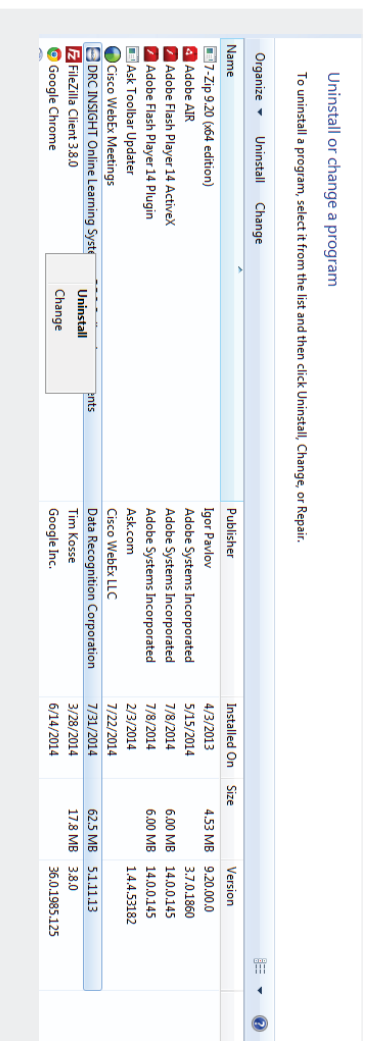 Uninstall or change a program
To uninstall a program, select it from the list and then click Uninstall, Change, or Repair.
Organize Uninstall Change
Name Publisher Installed On Size Version
7-Zip 9.20 (x64 edition) Igor Pavlov 4/3/2013 4.53 MB 9.20.00.0
Adobe AIR Adobe Systems Incorporated 5/15/2014 3.7.0.1860
Adobe Flash Player 14 ActiveX Adobe Systems Incorporated 7/8/2014 6.00 MB 14.0.0.145
Adobe Flash Player 14 Plugin Adobe Systems Incorporated 7/8/2014 6.00 MB 14.0.0.145
Ask Toolbar Updater Ask.com 2/3/2014 1.4.4.53182
Cisco WebEx Meetings Cisco WebEx LLC 7/22/2014
DRC INSIGHT Online Learning Syste ents Data Recognition Corporation 7/31/2014 62.5 MB 5.1.11.13
Uninstall
Change
FileZilla Client 3.8.0 Tim Kosse 3/28/2014 17.8 MB 3.8.0
Google Chrome Google Inc. 6/14/2014 36.0.1985.125